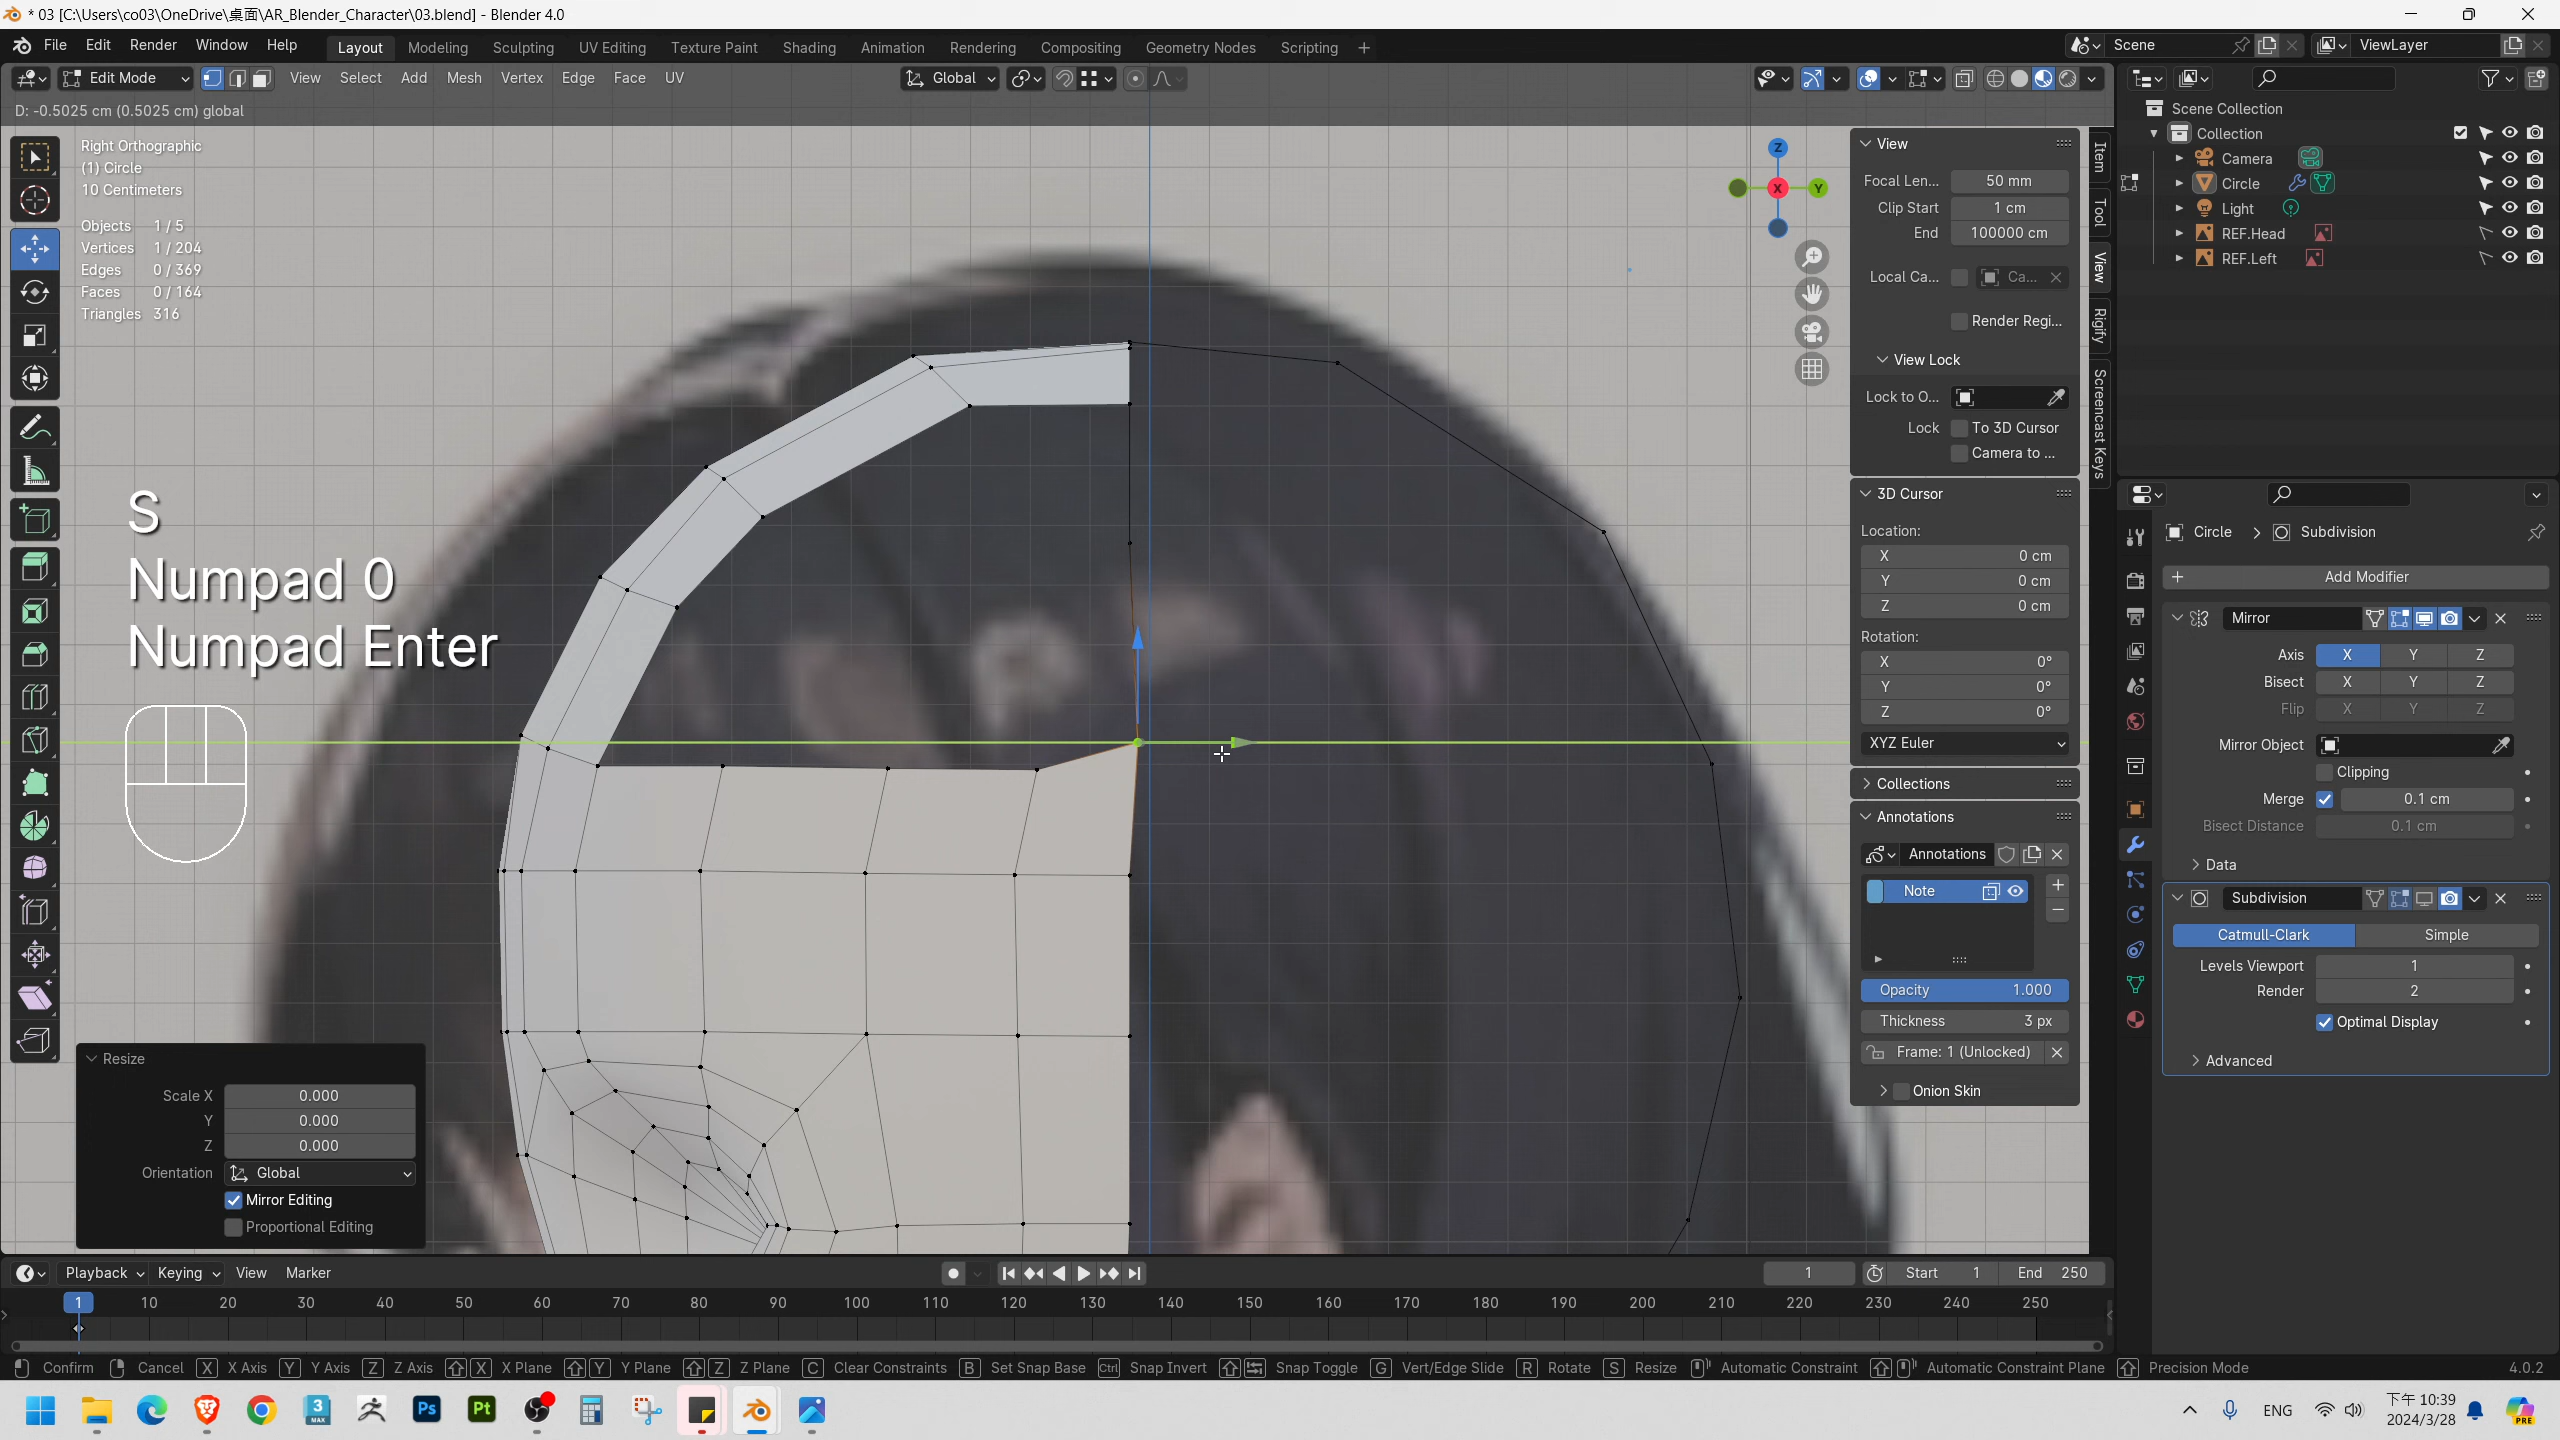 * 03 [C:\Users\co03\OneDrive\桌面\AR_Blender_Character\03.blend] - Blender 4.0
File Edit Render Window Help
Layout Modeling Sculpting UV Editing Texture Paint Shading Animation Rendering Compositing Geometry Nodes Scripting +
Scene
ViewLayer
Edit Mode
View Select Add Mesh Vertex Edge Face UV
Global
D: -0.5025 cm (0.5025 cm) global
Right Orthographic
(1) Circle
10 Centimeters
Objects 1 / 5
Vertices 1 / 204
Edges 0 / 369
Faces 0 / 164
Triangles 316
S
Numpad 0
Numpad Enter
Resize
Scale X 0.000
Y 0.000
Z 0.000
Orientation Global
Mirror Editing
Proportional Editing
Z
X
Y
View
Focal Len... 50 mm
Clip Start 1 cm
End 100000 cm
Local Ca... Ca...
Render Regi...
View Lock
Lock to O...
Lock To 3D Cursor
Camera to ...
3D Cursor
Location:
X 0 cm
Y 0 cm
Z 0 cm
Rotation:
X 0°
Y 0°
Z 0°
XYZ Euler
Collections
Annotations
Annotations
Note
Opacity 1.000
Thickness 3 px
Frame: 1 (Unlocked)
Onion Skin
Item
Tool
View
Rigify
Screencast Keys
Scene Collection
Collection
Camera
Circle
Light
REF.Head
REF.Left
Circle > Subdivision
+ Add Modifier
Mirror
Axis X Y Z
Bisect X Y Z
Flip X Y Z
Mirror Object
Clipping
Merge 0.1 cm
Bisect Distance 0.1 cm
Data
Subdivision
Catmull-Clark Simple
Levels Viewport 1
Render 2
Optimal Display
Advanced
Playback Keying View Marker
1 Start 1 End 250
1 10 20 30 40 50 60 70 80 90 100 110 120 130 140 150 160 170 180 190 200 210 220 230 240 250
Confirm Cancel X X Axis Y Y Axis Z Z Axis X X Plane Y Y Plane Z Z Plane C Clear Constraints B Set Snap Base Ctrl Snap Invert Snap Toggle G Vert/Edge Slide R Rotate S Resize Automatic Constraint Automatic Constraint Plane Precision Mode 4.0.2
3 MAX Ps Pt
ENG
下午 10:39
2024/3/28
PRE